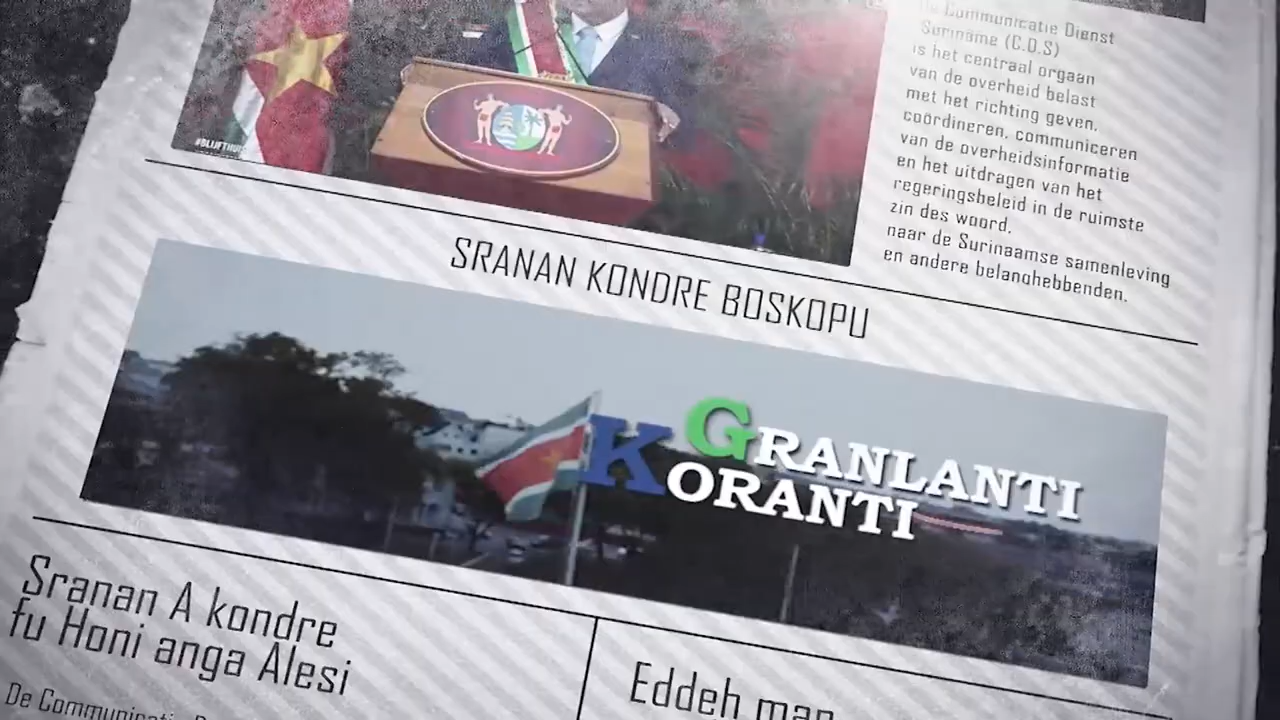 De Communicatie Dienst
Suriname (C.D.S)
is het centraal orgaan
van de overheid belast
met het richting geven,
coördineren, communiceren
van de overheidsinformatie
en het uitdragen van het
regeringsbeleid in de ruimste
zin des woord,
naar de Surinaamse samenleving
en andere belanghebbenden.
SRANAN KONDRE BOSKOPU
GRANLANTI
KORANTI
Sranan A kondre
fu Honi anga Alesi
Eddeh man